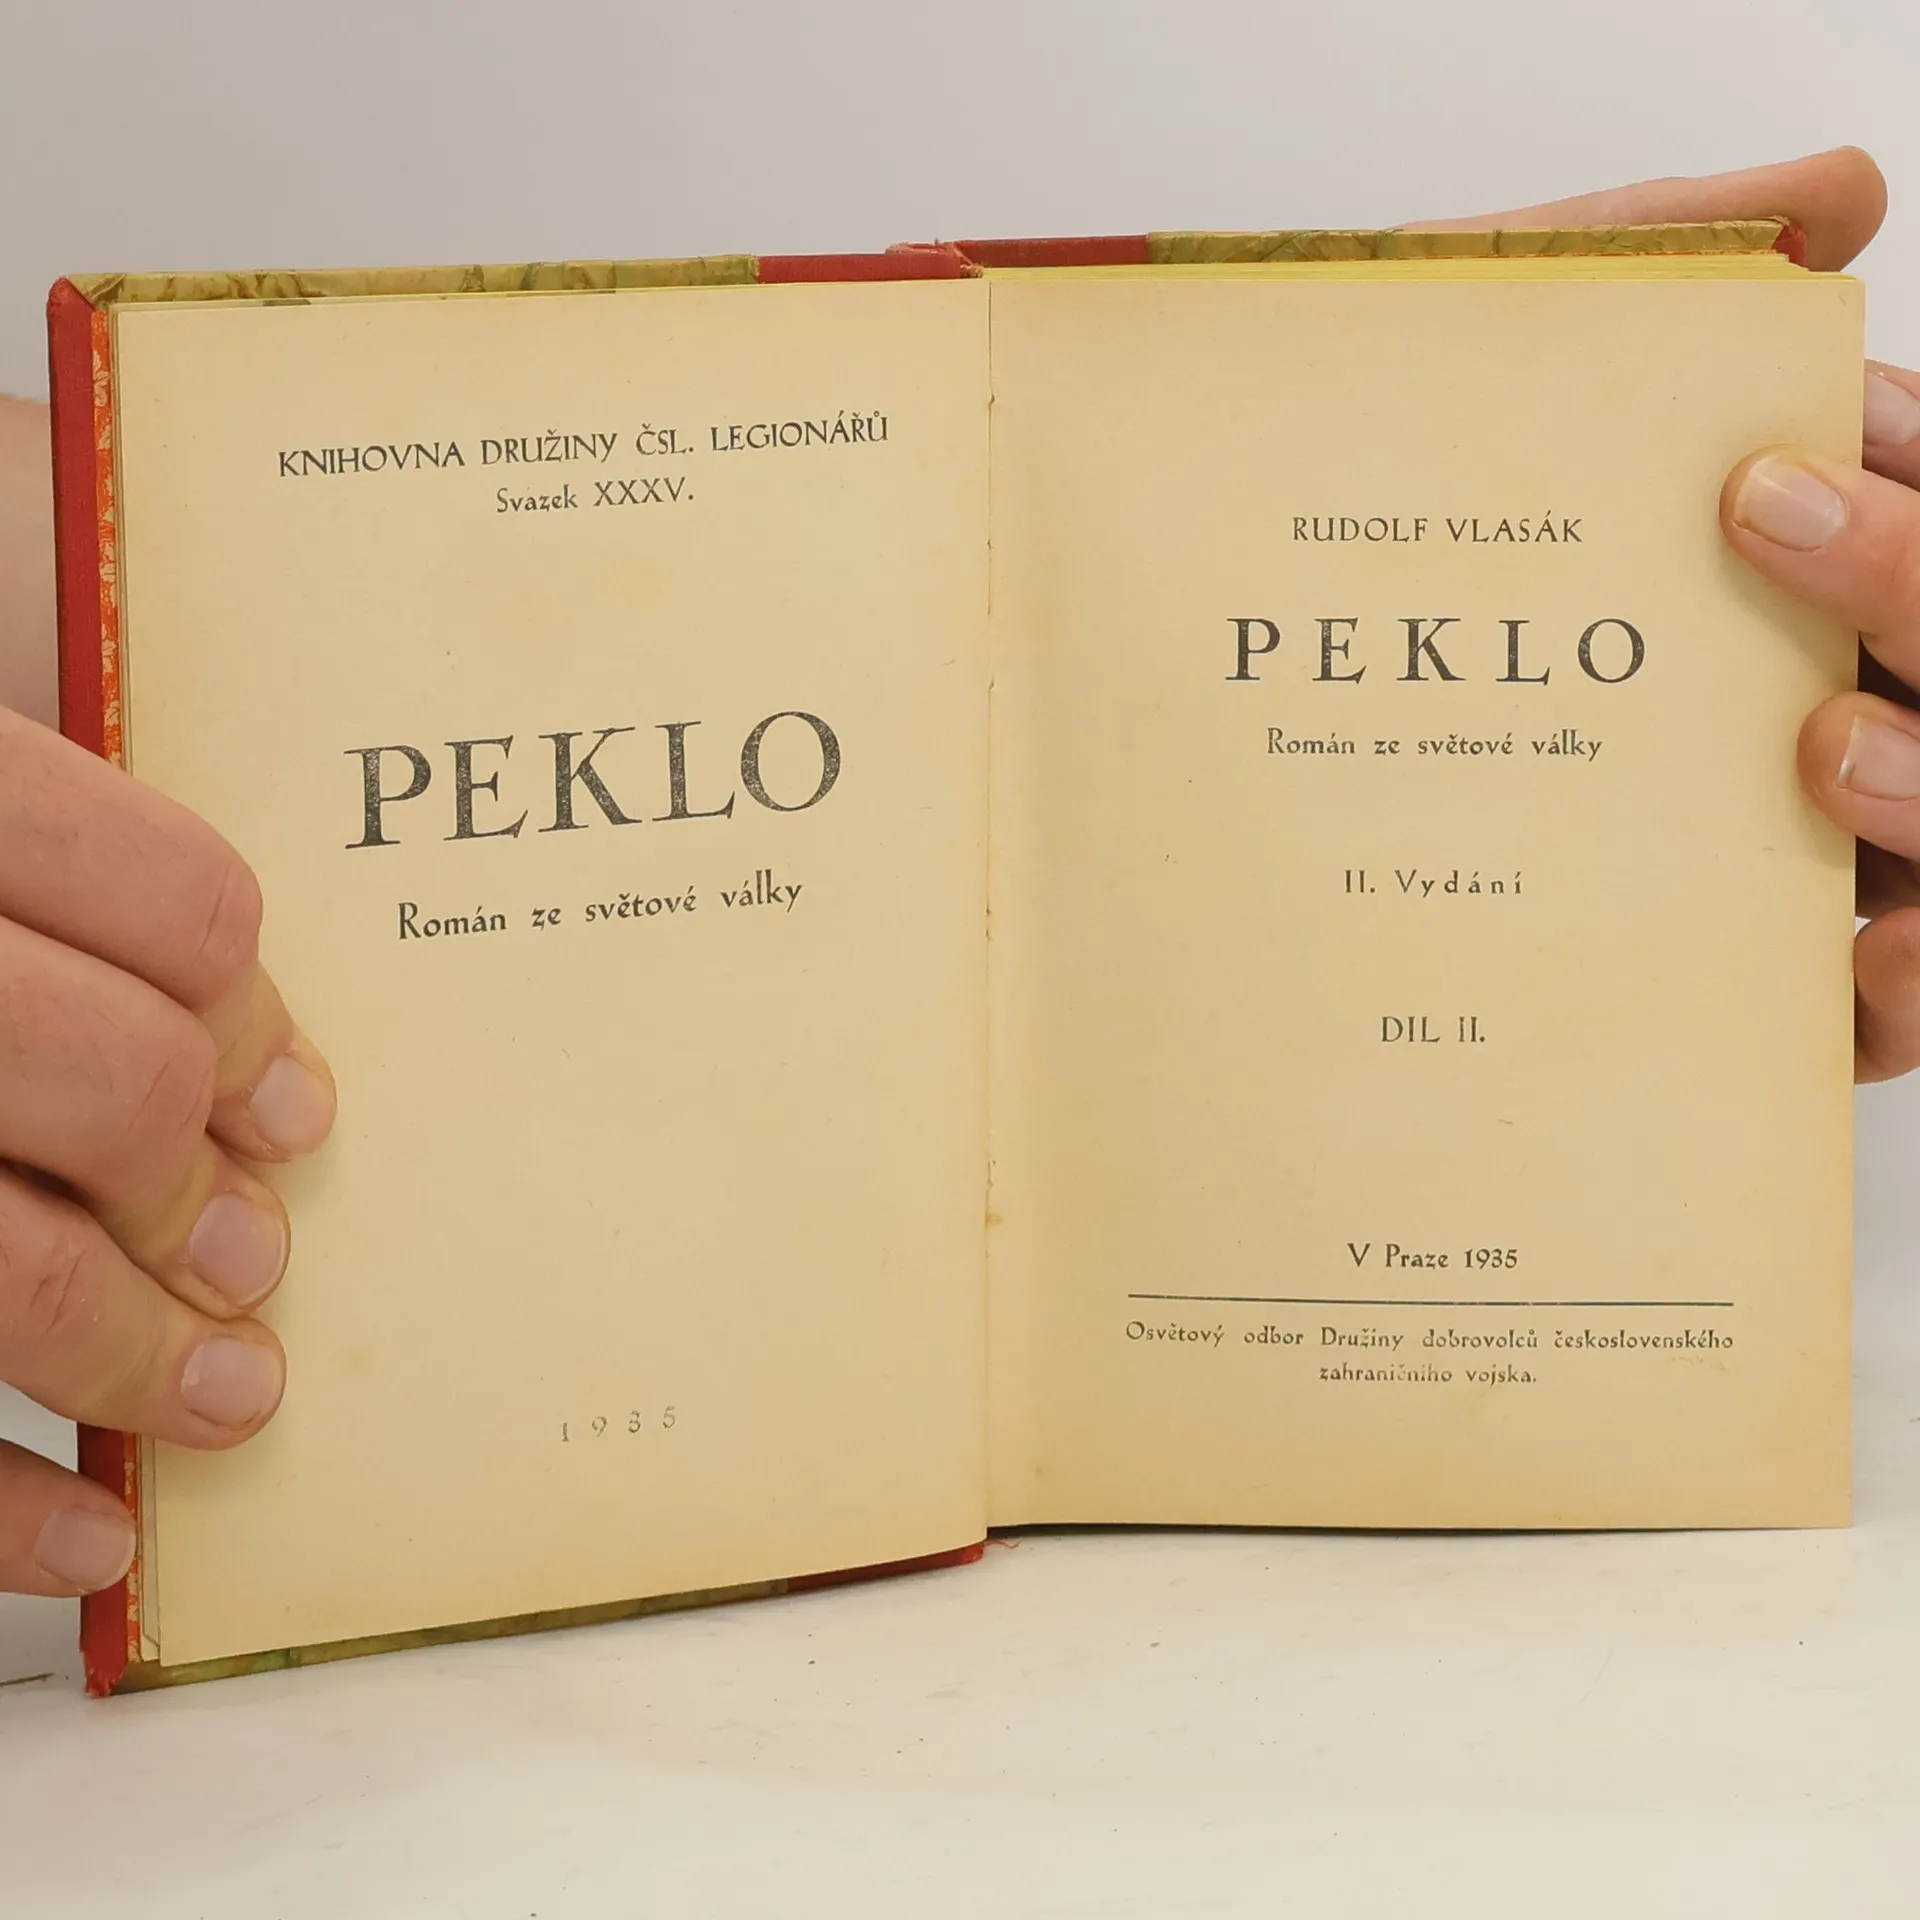 KNIHOVNA DRUŽINY ČSL. LEGIONÁŘŮ
Svazek XXXV.
PEKLO
Román ze světové války
1935
RUDOLF VLASÁK
PEKLO
Román ze světové války
II. Vydání
DIL II.
V Praze 1935
Osvětový odbor Družiny dobrovolců československého
zahraničniho vojska.